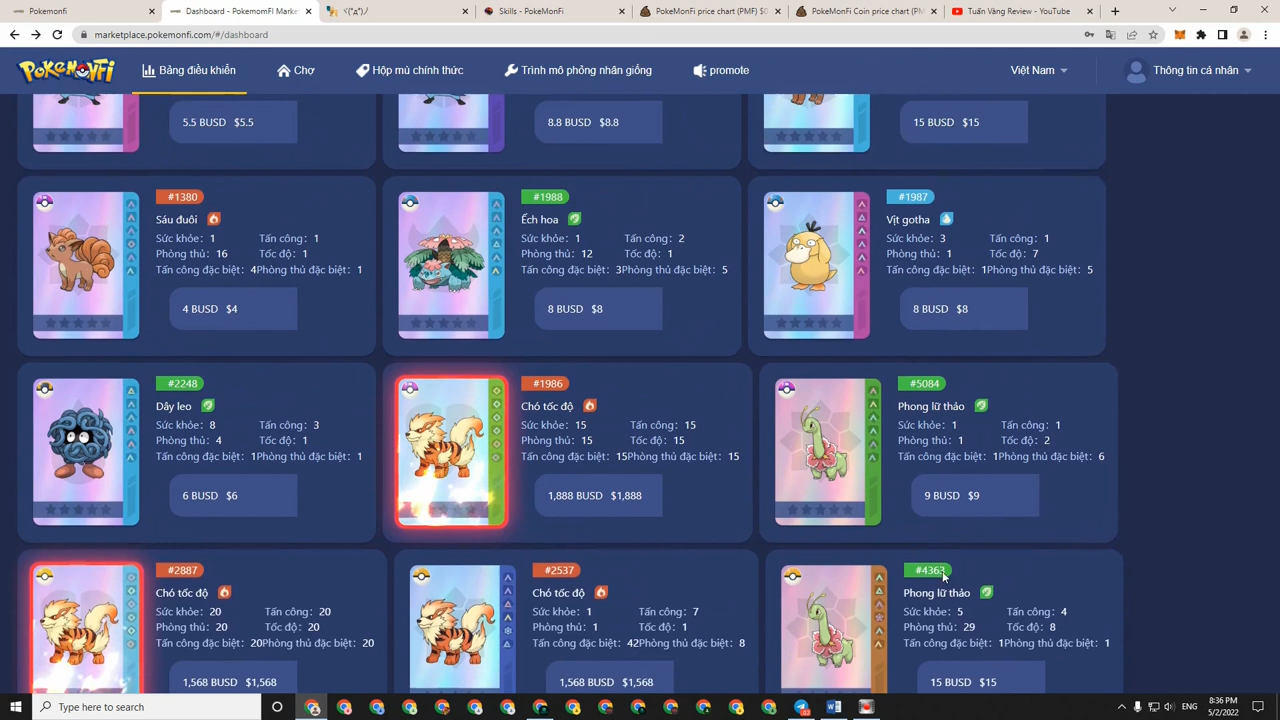 Pokemonfi
Dashboard - PokemomFI Market
ヾ(ﾟдﾟ)ﾉ
Skills - PokeMonFi
PokeMonFi price chart (PMF) $0
PokeMonFi Coin price chart (PM
Tuấn Vàng Review - YouTube
marketplace.pokemonfi.com/#/dashboard
POKEMONFI
Bảng điều khiển
Chợ
Hộp mù chính thức
Trình mô phỏng nhân giống
promote
Việt Nam
Thông tin cá nhân
5.5 BUSD $5.5
8.8 BUSD $8.8
15 BUSD $15
#1380
Sáu đuôi
Sức khỏe: 1 Tấn công: 1
Phòng thủ: 16 Tốc độ: 1
Tấn công đặc biệt: 4Phòng thủ đặc biệt: 1
4 BUSD $4
#1988
Ếch hoa
Sức khỏe: 1 Tấn công: 2
Phòng thủ: 12 Tốc độ: 1
Tấn công đặc biệt: 3Phòng thủ đặc biệt: 5
8 BUSD $8
#1987
Vịt gotha
Sức khỏe: 3 Tấn công: 1
Phòng thủ: 1 Tốc độ: 7
Tấn công đặc biệt: 1Phòng thủ đặc biệt: 5
8 BUSD $8
#2248
Dây leo
Sức khỏe: 8 Tấn công: 3
Phòng thủ: 4 Tốc độ: 1
Tấn công đặc biệt: 1Phòng thủ đặc biệt: 1
6 BUSD $6
#1986
Chó tốc độ
Sức khỏe: 15 Tấn công: 15
Phòng thủ: 15 Tốc độ: 15
Tấn công đặc biệt: 15Phòng thủ đặc biệt: 15
1,888 BUSD $1,888
#5084
Phong lữ thảo
Sức khỏe: 1 Tấn công: 1
Phòng thủ: 1 Tốc độ: 2
Tấn công đặc biệt: 1Phòng thủ đặc biệt: 6
9 BUSD $9
#2887
Chó tốc độ
Sức khỏe: 20 Tấn công: 20
Phòng thủ: 20 Tốc độ: 20
Tấn công đặc biệt: 20Phòng thủ đặc biệt: 20
1,568 BUSD $1,568
#2537
Chó tốc độ
Sức khỏe: 1 Tấn công: 7
Phòng thủ: 1 Tốc độ: 1
Tấn công đặc biệt: 42Phòng thủ đặc biệt: 8
1,568 BUSD $1,568
#4363
Phong lữ thảo
Sức khỏe: 5 Tấn công: 4
Phòng thủ: 29 Tốc độ: 8
Tấn công đặc biệt: 1Phòng thủ đặc biệt: 1
15 BUSD $15
Type here to search
ENG
8:36 PM
5/2/2022